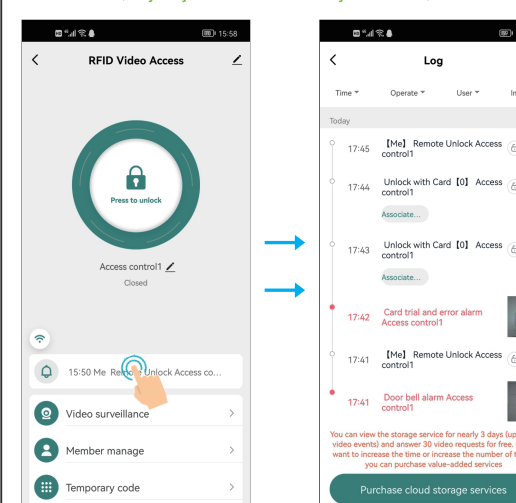 15:58
RFID Video Access
Press to unlock
Access control1
Closed
15:50 Me Remote Unlock Access co...
Video surveillance
Member manage
Temporary code
Log
Time
Operate
User
Today
17:45
【Me】 Remote Unlock Access
control1
17:44
Unlock with Card【0】 Access
control1
Associate...
17:43
Unlock with Card【0】 Access
control1
Associate...
17:42
Card trial and error alarm
Access control1
17:41
【Me】 Remote Unlock Access
control1
17:41
Door bell alarm Access
control1
You can view the storage service for nearly 3 days (up
video events) and answer 30 video requests for free.
want to increase the time or increase the number of
you can purchase value-added services
Purchase cloud storage services